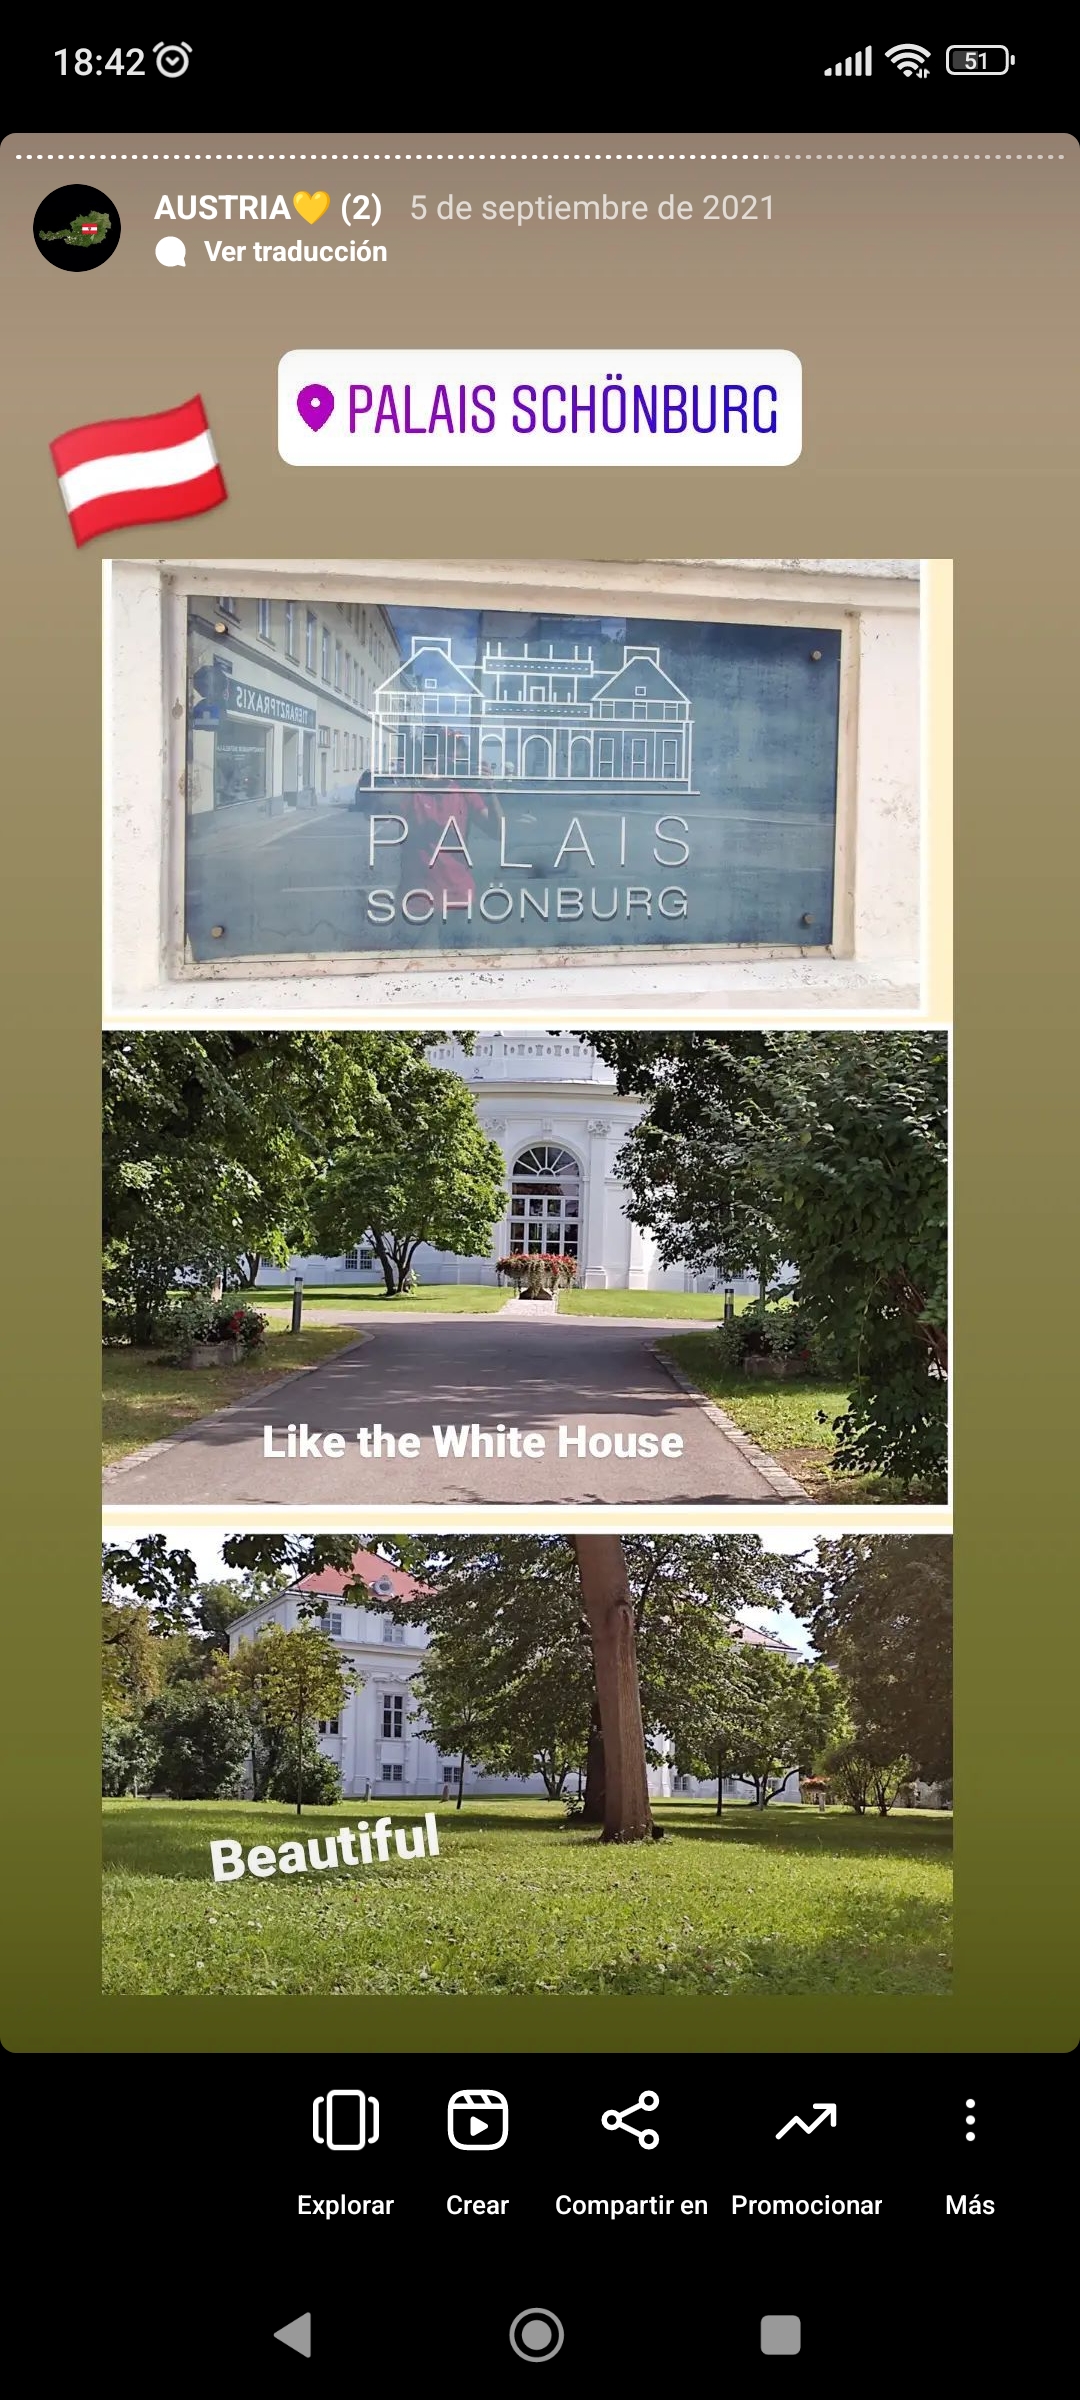 18:42
51
AUSTRIA💛 (2) 5 de septiembre de 2021
Ver traducción
PALAIS SCHÖNBURG
TIERARZTPRAXIS
PALAIS
SCHÖNBURG
Like the White House
Beautiful
Explorar Crear Compartir en Promocionar Más